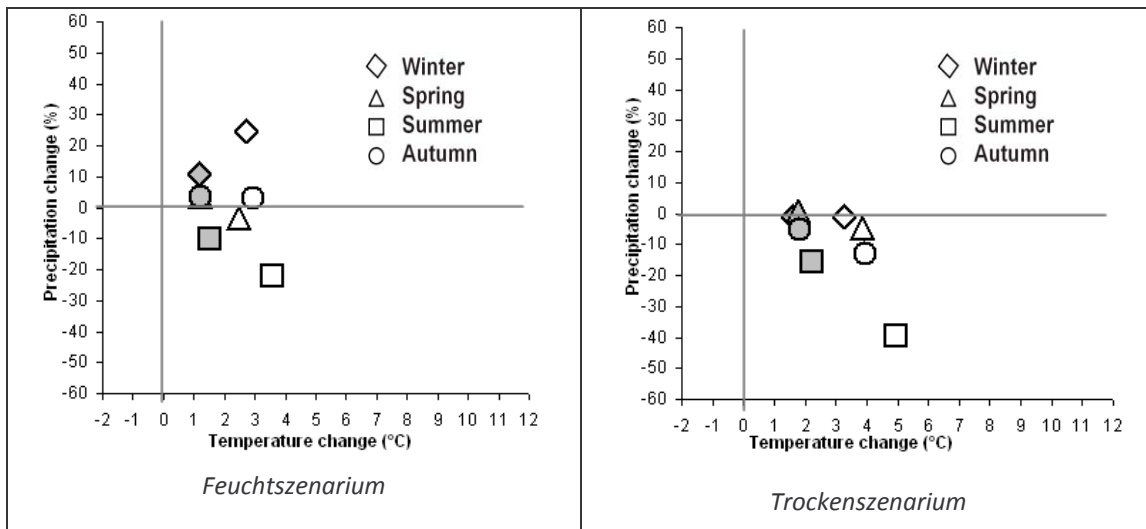 60
50
40
30
20
10
0
-10
-20
-30
-40
-50
-60
Precipitation change (%)
Winter
Spring
Summer
Autumn
-2 -1 0 1 2 3 4 5 6 7 8 9 10 11 12
Temperature change (°C)
Feuchtszenarium
60
50
40
30
20
10
0
-10
-20
-30
-40
-50
-60
Precipitation change (%)
Winter
Spring
Summer
Autumn
-2 -1 0 1 2 3 4 5 6 7 8 9 10 11 12
Temperature change (°C)
Trockenszenarium